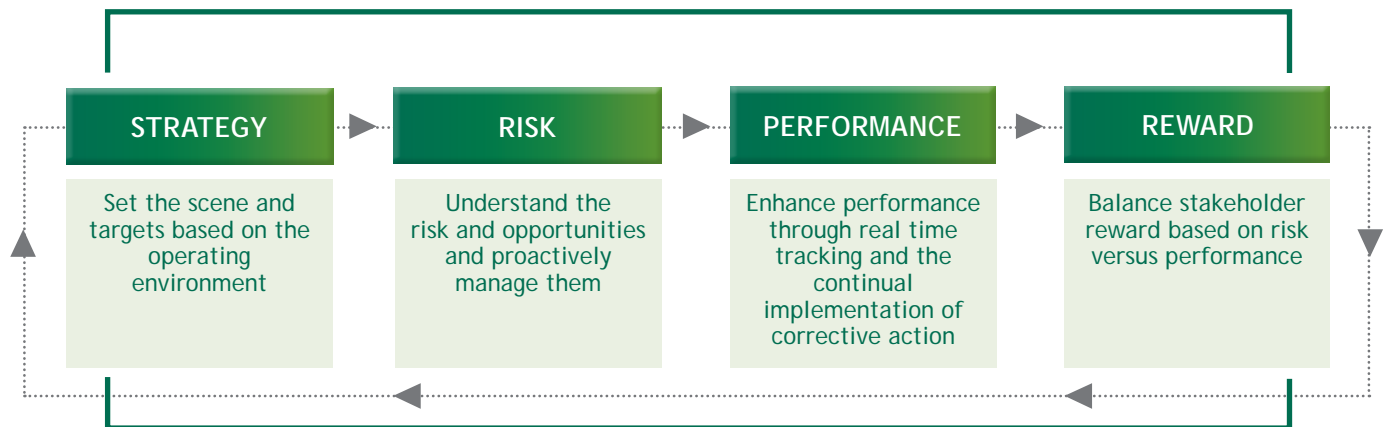 STRATEGY
Set the scene and
targets based on the
operating
environment
RISK
Understand the
risk and opportunities
and proactively
manage them
PERFORMANCE
Enhance performance
through real time
tracking and the
continual
implementation of
corrective action
REWARD
Balance stakeholder
reward based on risk
versus performance